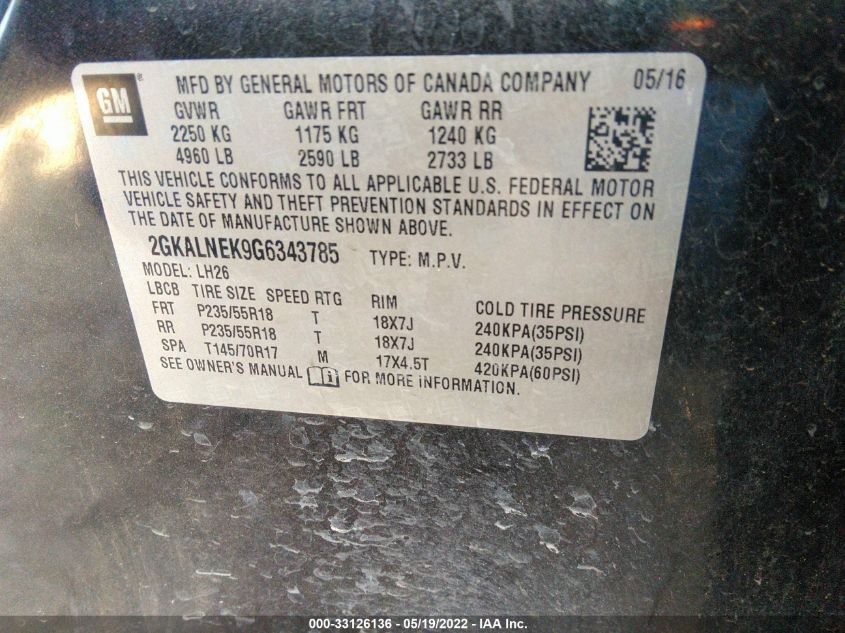 GM ® MFD BY GENERAL MOTORS OF CANADA COMPANY 05/16
GVWR GAWR FRT GAWR RR
2250 KG 1175 KG 1240 KG
4960 LB 2590 LB 2733 LB
THIS VEHICLE CONFORMS TO ALL APPLICABLE U.S. FEDERAL MOTOR
VEHICLE SAFETY AND THEFT PREVENTION STANDARDS IN EFFECT ON
THE DATE OF MANUFACTURE SHOWN ABOVE.
2GKALNEK9G6343785 TYPE: M.P.V.
MODEL: LH26
LBCB TIRE SIZE SPEED RTG RIM COLD TIRE PRESSURE
FRT P235/55R18 T 18X7J 240KPA(35PSI)
RR P235/55R18 T 18X7J 240KPA(35PSI)
SPA T145/70R17 M 17X4.5T 420KPA(60PSI)
SEE OWNER'S MANUAL FOR MORE INFORMATION.
000-33126136 - 05/19/2022 - IAA Inc.